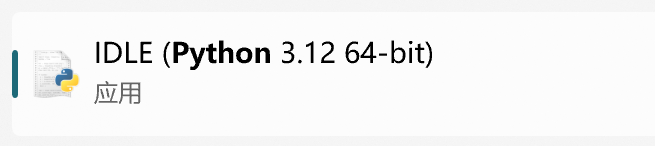 IDLE (Python 3.12 64-bit)
应用